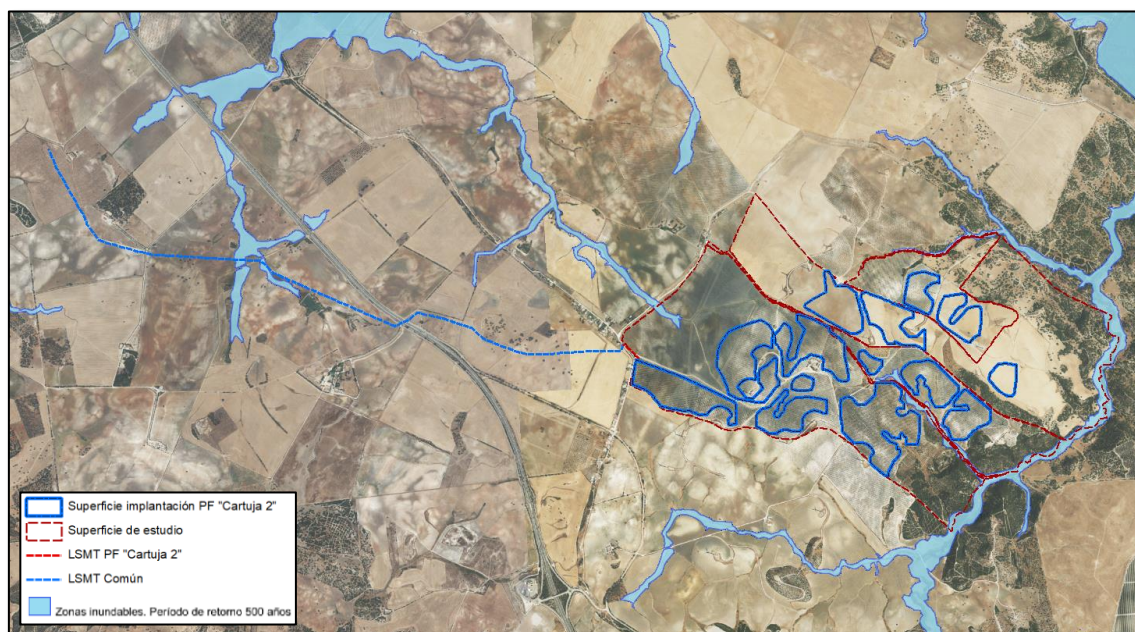 Superficie implantación PF "Cartuja 2"
Superficie de estudio
LSMT PF "Cartuja 2"
LSMT Común
Zonas inundables. Período de retorno 500 años